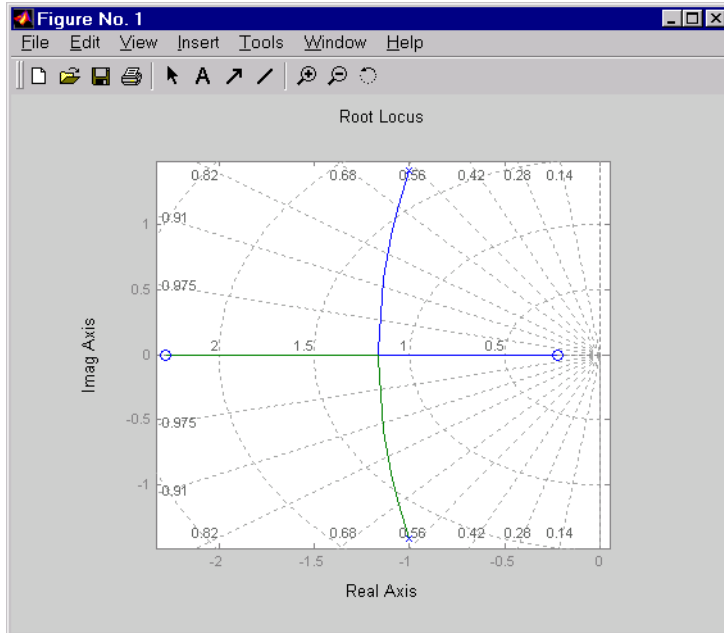 Figure No. 1
File Edit View Insert Tools Window Help
A
Root Locus
0.82 0.68 0.56 0.42 0.28 0.14
0.91
0.975
2 1.5 1 0.5
0.975
0.91
0.82 0.68 0.56 0.42 0.28 0.14
1
0.5
0
-0.5
-1
Imag Axis
-2 -1.5 -1 -0.5 0
Real Axis